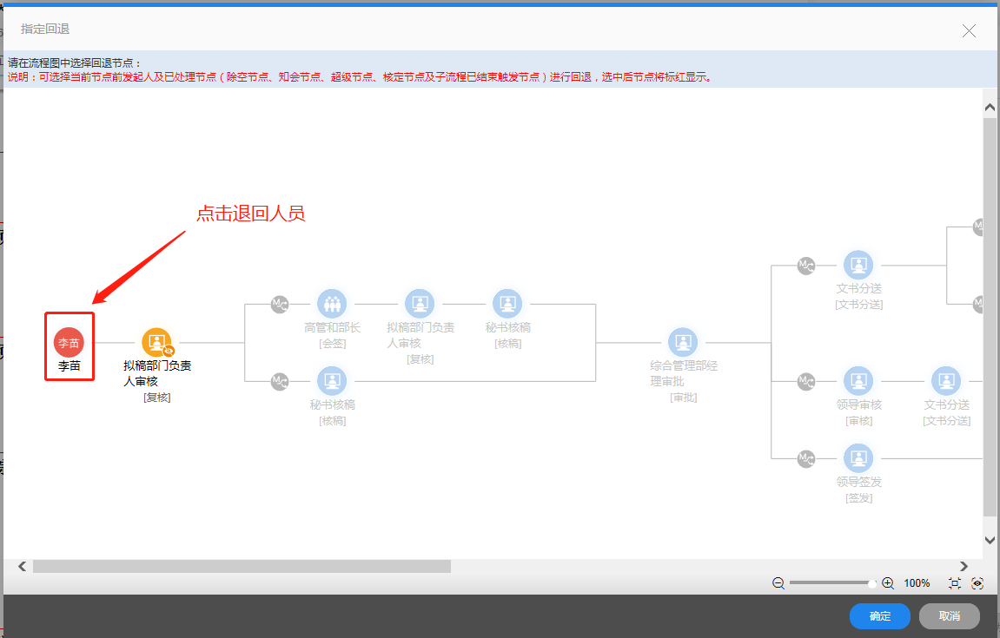 指定回退
请在流程图中选择回退节点：
说明：可选择当前节点前发起人及已处理节点（除空节点、知会节点、超级节点、核定节点及子流程已结束触发节点）进行回退，选中后节点将标红显示。
点击退回人员
李苗
李苗
拟稿部门负责
人审核
[复核]
高管和部长
[会签]
拟稿部门负责
人审核
[复核]
秘书核稿
[核稿]
秘书核稿
[核稿]
综合管理部经
理审批
[审批]
文书分送
[文书分送]
领导审核
[审核]
文书分送
[文书分送]
领导签发
[签发]
100%
确定
取消